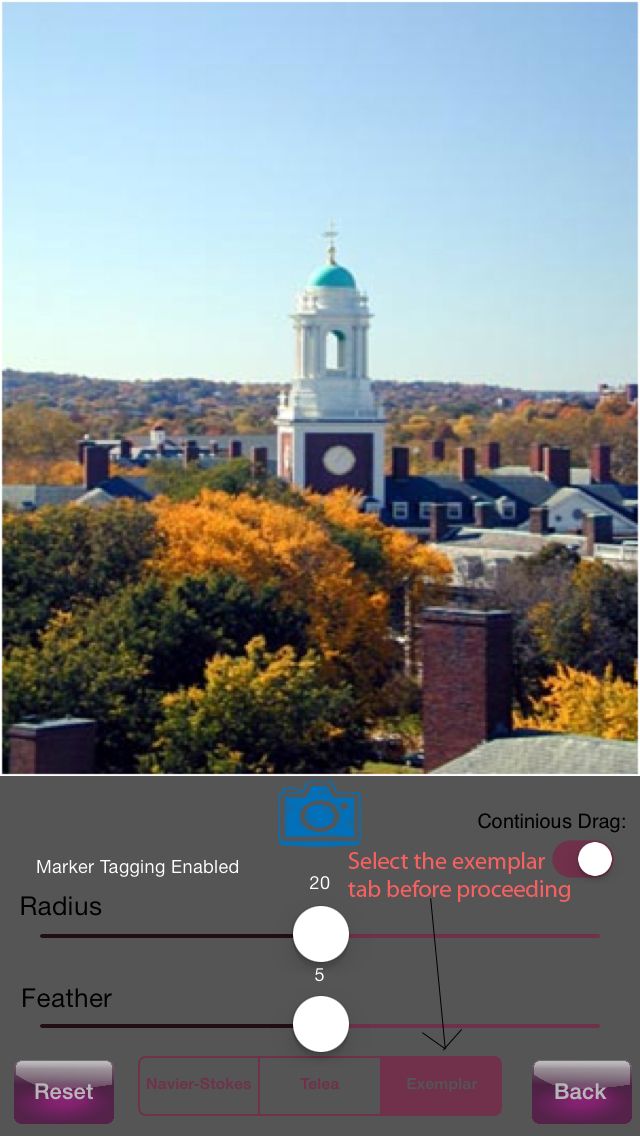 Continious Drag:
Marker Tagging Enabled
Select the exemplar
tab before proceeding
20
Radius
5
Feather
Navier-Stokes
Telea
Exemplar
Reset
Back